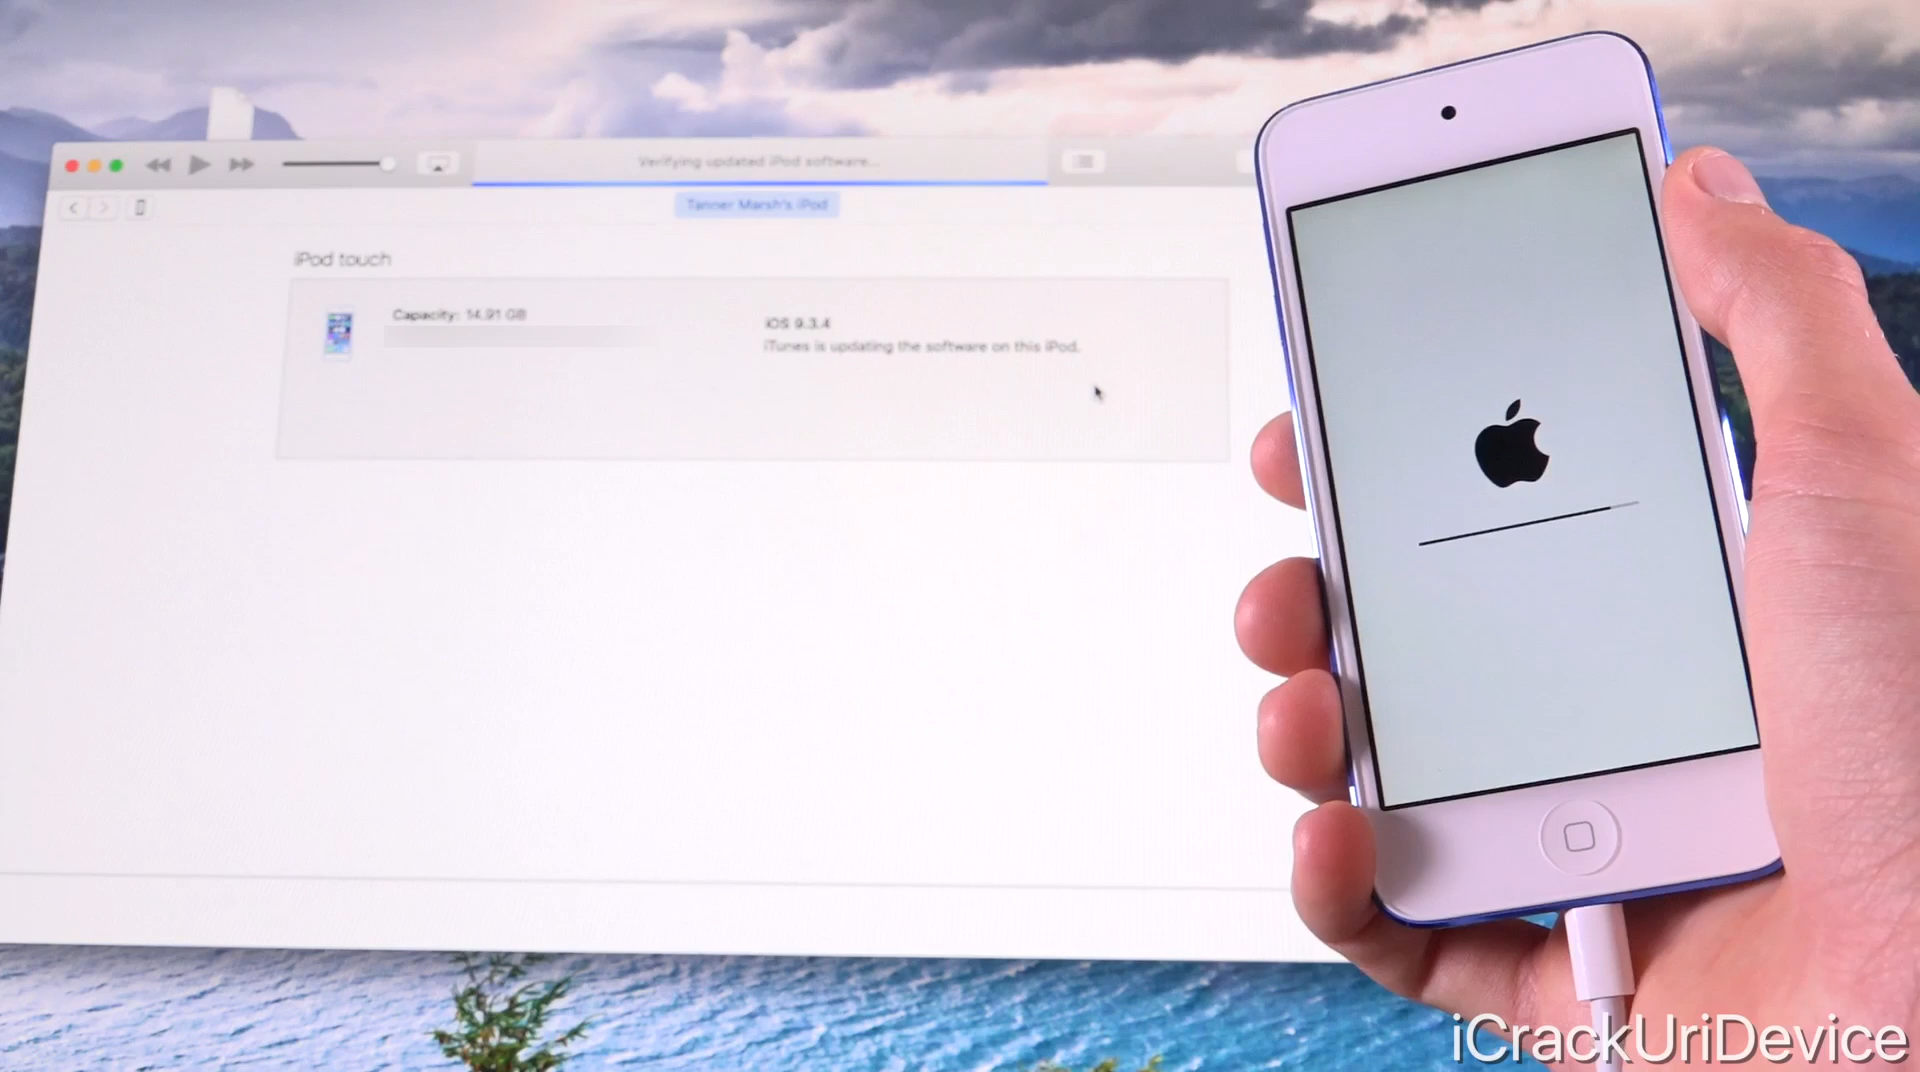 Verifying updated iPod software...
Tanner Marsh's iPod
iPod touch
Capacity: 14.91 GB
iOS 9.3.4
iTunes is updating the software on this iPod.
iCrackUriDevice